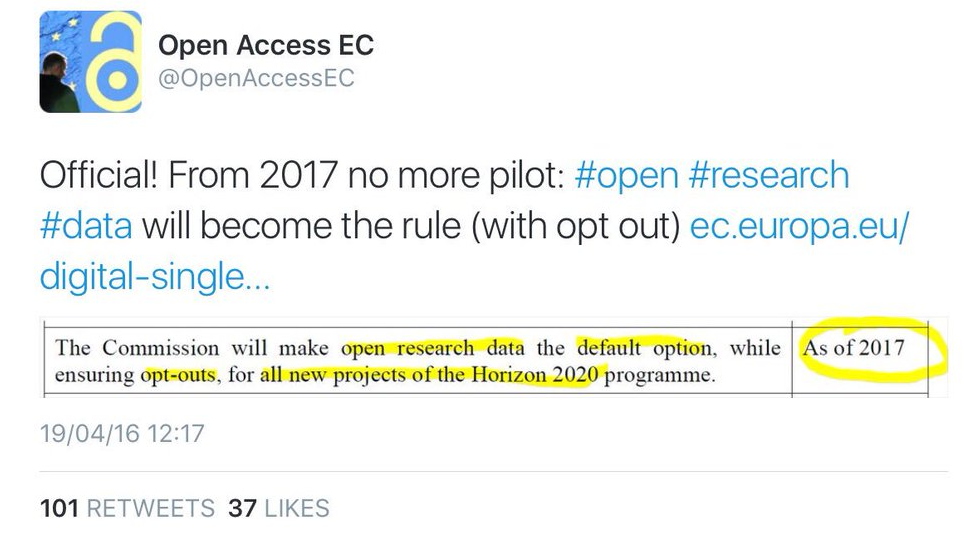 Open Access EC
@OpenAccessEC
Official! From 2017 no more pilot: #open #research
#data will become the rule (with opt out) ec.europa.eu/
digital-single...
The Commission will make open research data the default option, while
ensuring opt-outs, for all new projects of the Horizon 2020 programme.
As of 2017
19/04/16 12:17
101 RETWEETS 37 LIKES